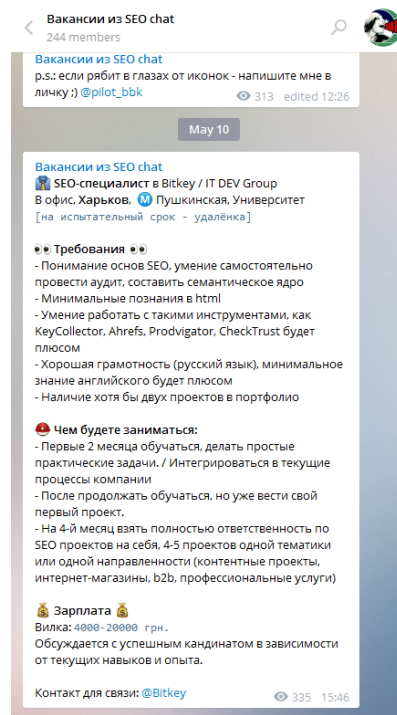 Вакансии из SEO chat
244 members
Вакансии из SEO chat
p.s.: если рябит в глазах от иконок - напишите мне в
личку ;) @pilot_bbk
313 edited 12:26
May 10
Вакансии из SEO chat
SEO-специалист в Bitkey / IT DEV Group
В офис, Харьков, М Пушкинская, Университет
[на испытательный срок - удалёнка]
Требования
- Понимание основ SEO, умение самостоятельно
провести аудит, составить семантическое ядро
- Минимальные познания в html
- Умение работать с такими инструментами, как
KeyCollector, Ahrefs, Prodvigator, CheckTrust будет
плюсом
- Хорошая грамотность (русский язык), минимальное
знание английского будет плюсом
- Наличие хотя бы двух проектов в портфолио
Чем будете заниматься:
- Первые 2 месяца обучаться, делать простые
практические задачи. / Интегрироваться в текущие
процессы компании
- После продолжать обучаться, но уже вести свой
первый проект.
- На 4-й месяц взять полностью ответственность по
SEO проектов на себя, 4-5 проектов одной тематики
или одной направленности (контентные проекты,
интернет-магазины, b2b, профессиональные услуги)
Зарплата
Вилка: 4000-20000 грн.
Обсуждается с успешным кандинатом в зависимости
от текущих навыков и опыта.
Контакт для связи: @Bitkey
335 15:46